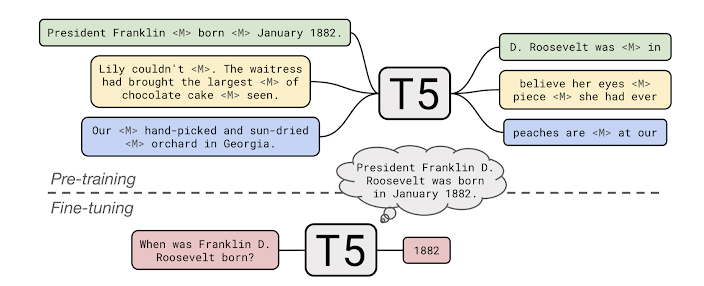 President Franklin <M> born <M> January 1882.
Lily couldn't <M>. The waitress
had brought the largest <M> of
chocolate cake <M> seen.
Our <M> hand-picked and sun-dried
<M> orchard in Georgia.
T5
D. Roosevelt was <M> in
believe her eyes <M>
piece <M> she had ever
peaches are <M> at our
Pre-training
President Franklin D.
Roosevelt was born
in January 1882.
Fine-tuning
When was Franklin D.
Roosevelt born?
T5
1882